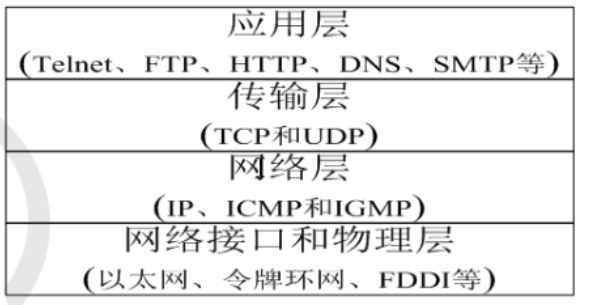 应用层
(Telnet、FTP、HTTP、DNS、SMTP等)
传输层
(TCP和UDP)
网络层
(IP、ICMP和IGMP)
网络接口和物理层
(以太网、令牌环网、FDDI等)